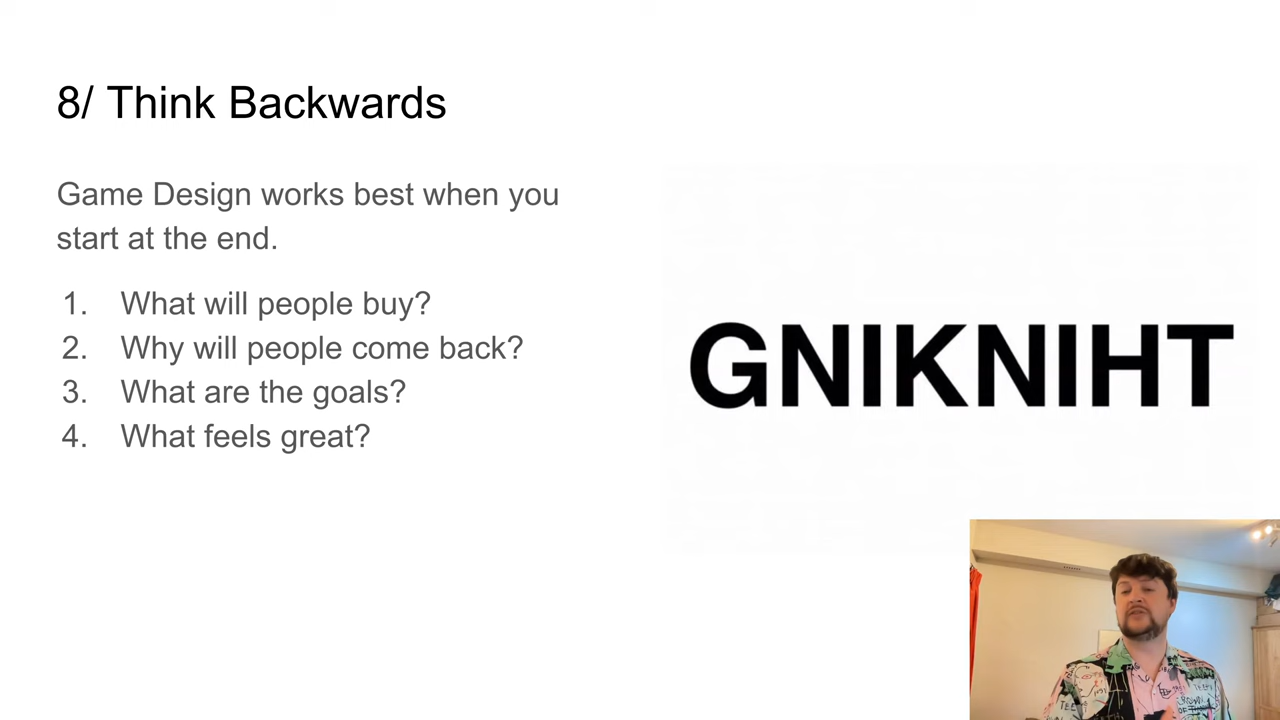 8/ Think Backwards
Game Design works best when you
start at the end.
1. What will people buy?
2. Why will people come back?
3. What are the goals?
4. What feels great?
GNIKNIHT